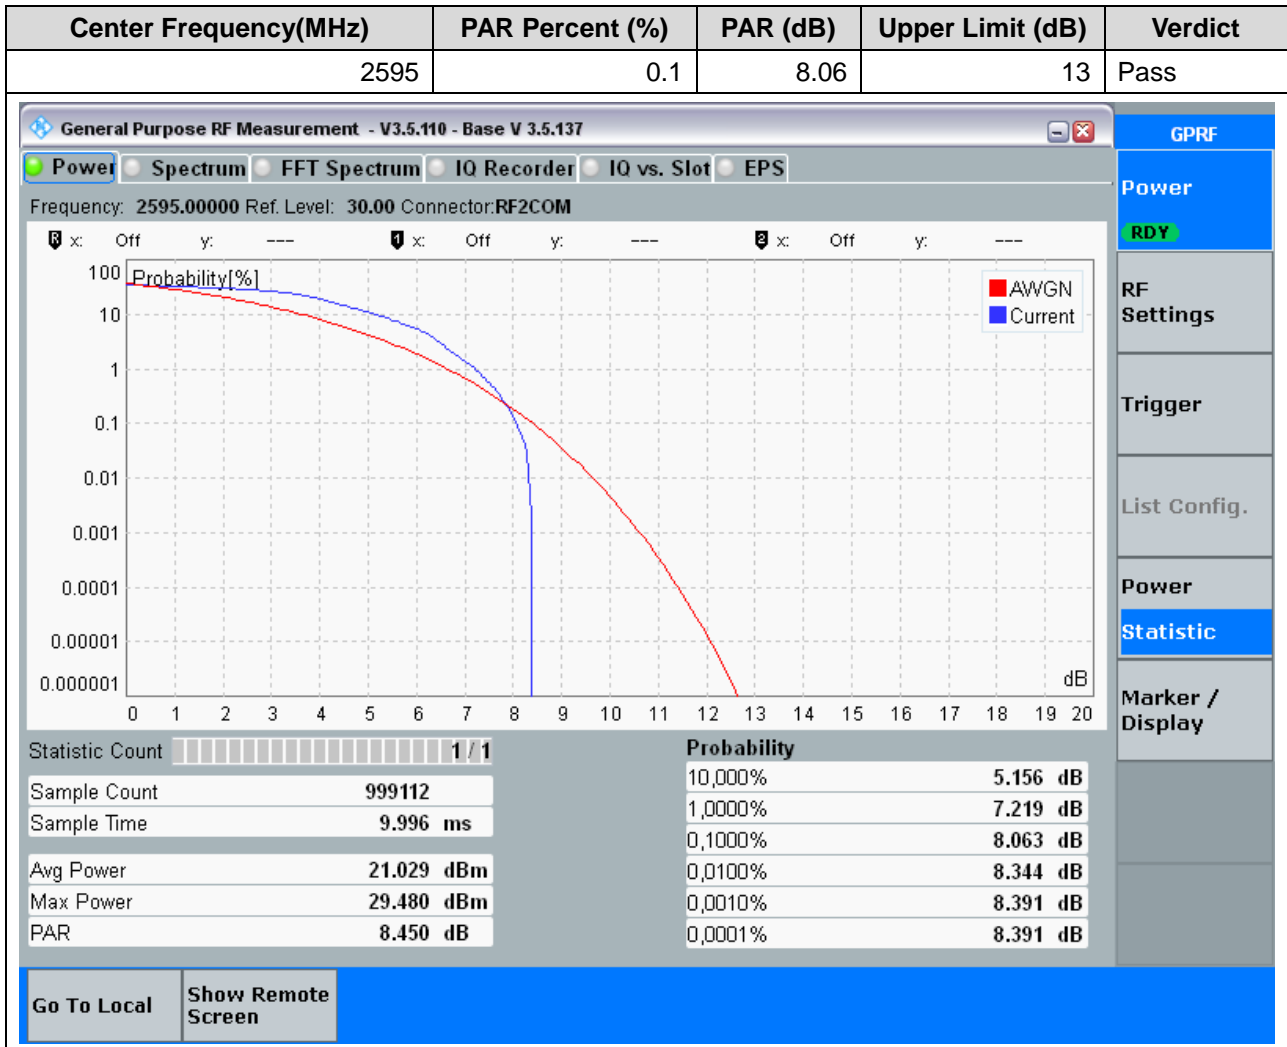 Center Frequency(MHz) PAR Percent (%) PAR (dB) Upper Limit (dB) Verdict
2595 0.1 8.06 13 Pass
General Purpose RF Measurement - V3.5.110 - Base V 3.5.137
GPRF
Power Spectrum FFT Spectrum IQ Recorder IQ vs. Slot EPS
Power
RDY
Frequency: 2595.00000 Ref. Level: 30.00 Connector:RF2COM
R x: Off y: --- 1 x: Off y: --- 2 x: Off y: ---
Probability[%]
AWGN
Current
100
10
1
0.1
0.01
0.001
0.0001
0.00001
0.000001
dB
0 1 2 3 4 5 6 7 8 9 10 11 12 13 14 15 16 17 18 19 20
RF
Settings
Trigger
List Config.
Power
Statistic
Marker /
Display
Statistic Count 1 / 1
Sample Count 999112
Sample Time 9.996 ms
Avg Power 21.029 dBm
Max Power 29.480 dBm
PAR 8.450 dB
Probability
10,000% 5.156 dB
1,0000% 7.219 dB
0,1000% 8.063 dB
0,0100% 8.344 dB
0,0010% 8.391 dB
0,0001% 8.391 dB
Go To Local
Show Remote
Screen